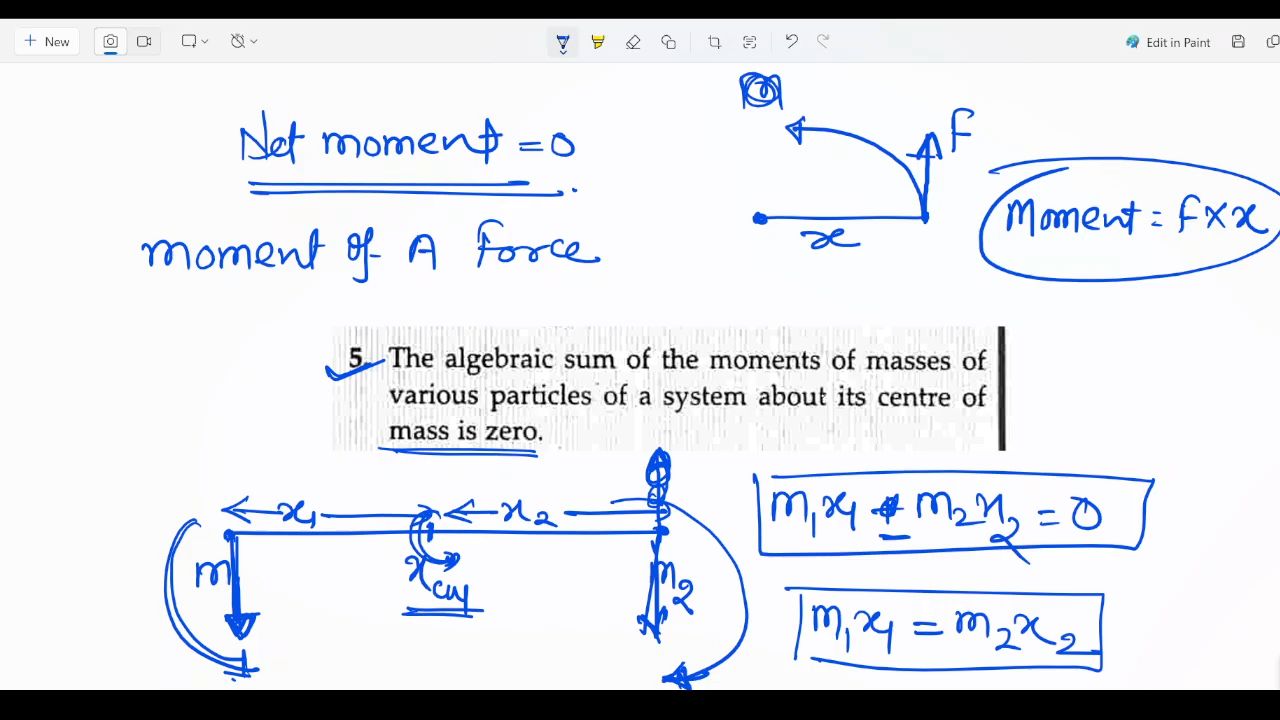 New
Edit in Paint
Net moment = 0
F
x
Moment = F × x
moment of A force
5. The algebraic sum of the moments of masses of
various particles of a system about its centre of
mass is zero.
x₁
x₂
m
x_CM
m₂
m₁x₁ - m₂x₂ = 0
m₁x₁ = m₂x₂